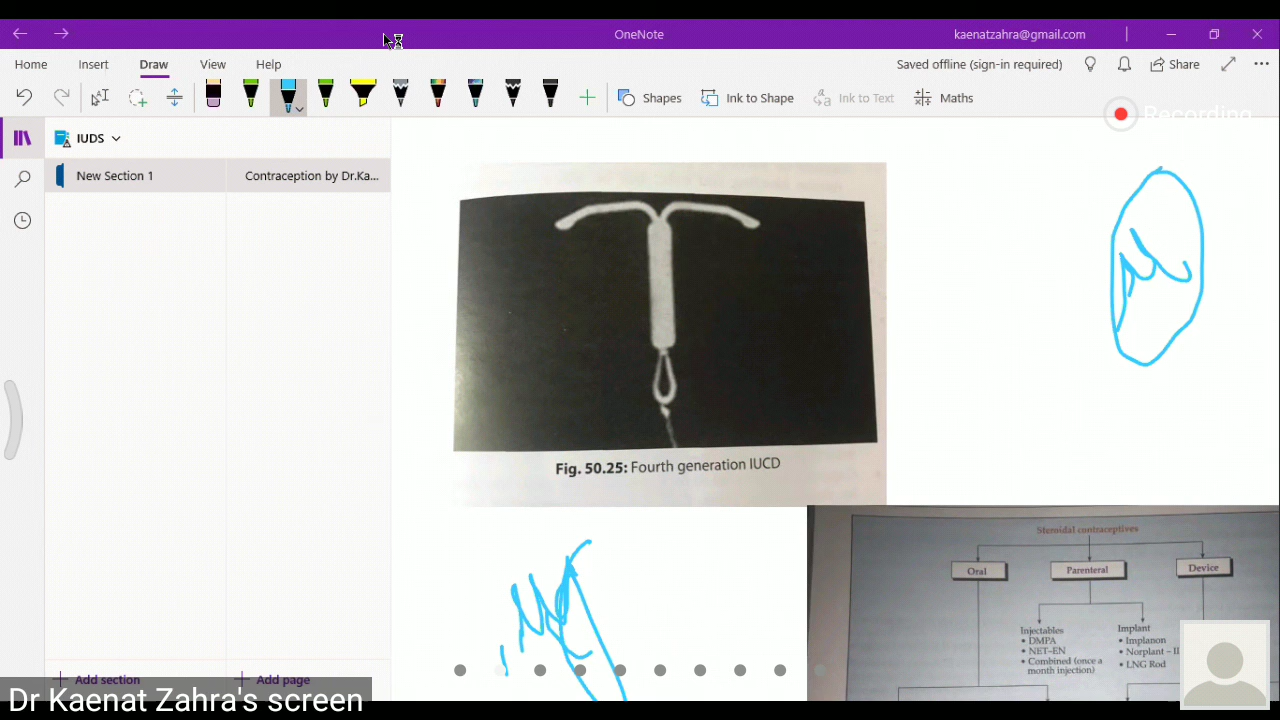 OneNote
kaenatzahra@gmail.com
Home Insert Draw View Help
Saved offline (sign-in required)
Share
Shapes
Ink to Shape
Ink to Text
Maths
Recording
IUDS
New Section 1
Contraception by Dr.Ka...
Fig. 50.25: Fourth generation IUCD
Steroidal contraceptives
Oral
Parenteral
Device
Injectables
• DMPA
• NET-EN
• Combined (once a
month injection)
Implant
• Implanon
• Norplant – II
• LNG Rod
Add section
Add page
Dr Kaenat Zahra's screen